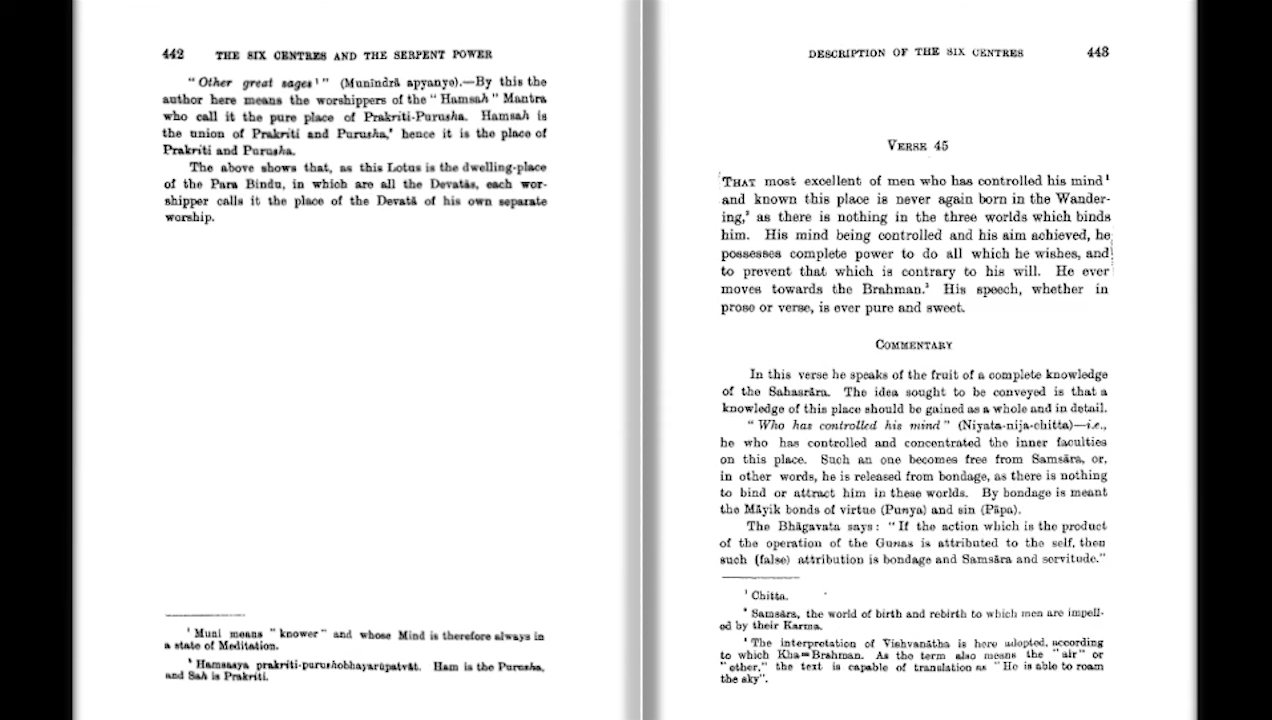 442 THE SIX CENTRES AND THE SERPENT POWER
"Other great sages¹" (Munīndrā apyanye).—By this the
author here means the worshippers of the "Hamsah" Mantra
who call it the pure place of Prakriti-Purusha. Hamsah is
the union of Prakriti and Purusha,² hence it is the place of
Prakriti and Purusha.
The above shows that, as this Lotus is the dwelling-place
of the Para Bindu, in which are all the Devatās, each wor-
shipper calls it the place of the Devatā of his own separate
worship.
¹ Muni means "knower" and whose Mind is therefore always in
a state of Meditation.
² Hamsasya prakriti-purushobhayarūpatvāt. Ham is the Purusha,
and Sah is Prakriti.
DESCRIPTION OF THE SIX CENTRES 443
VERSE 45
THAT most excellent of men who has controlled his mind¹
and known this place is never again born in the Wander-
ing,² as there is nothing in the three worlds which binds
him. His mind being controlled and his aim achieved, he
possesses complete power to do all which he wishes, and
to prevent that which is contrary to his will. He ever
moves towards the Brahman.³ His speech, whether in
prose or verse, is ever pure and sweet.
COMMENTARY
In this verse he speaks of the fruit of a complete knowledge
of the Sahasrāra. The idea sought to be conveyed is that a
knowledge of this place should be gained as a whole and in detail.
"Who has controlled his mind" (Niyata-nija-chitta)—i.e.,
he who has controlled and concentrated the inner faculties
on this place. Such an one becomes free from Samsāra, or,
in other words, he is released from bondage, as there is nothing
to bind or attract him in these worlds. By bondage is meant
the Māyik bonds of virtue (Punya) and sin (Pāpa).
The Bhāgavata says: "If the action which is the product
of the operation of the Gunas is attributed to the self, then
such (false) attribution is bondage and Samsāra and servitude."
¹ Chitta.
² Samsāra, the world of birth and rebirth to which men are impell-
ed by their Karma.
³ The interpretation of Vishvanātha is here adopted, according
to which Kha=Brahman. As the term also means the "air" or
"ether," the text is capable of translation as "He is able to roam
the sky".